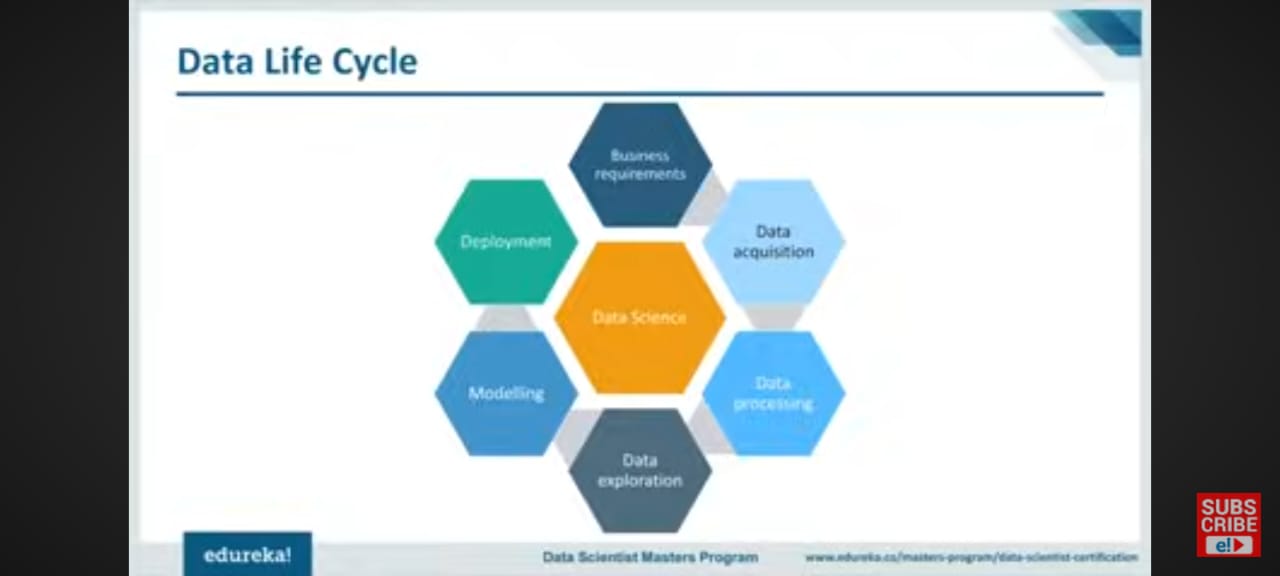 Data Life Cycle
Business
requirements
Data
acquisition
Data
processing
Data
exploration
Modelling
Deployment
Data Science
edureka!
Data Scientist Masters Program
www.edureka.co/masters-program/data-scientist-certification
SUBS
CRIBE
e!